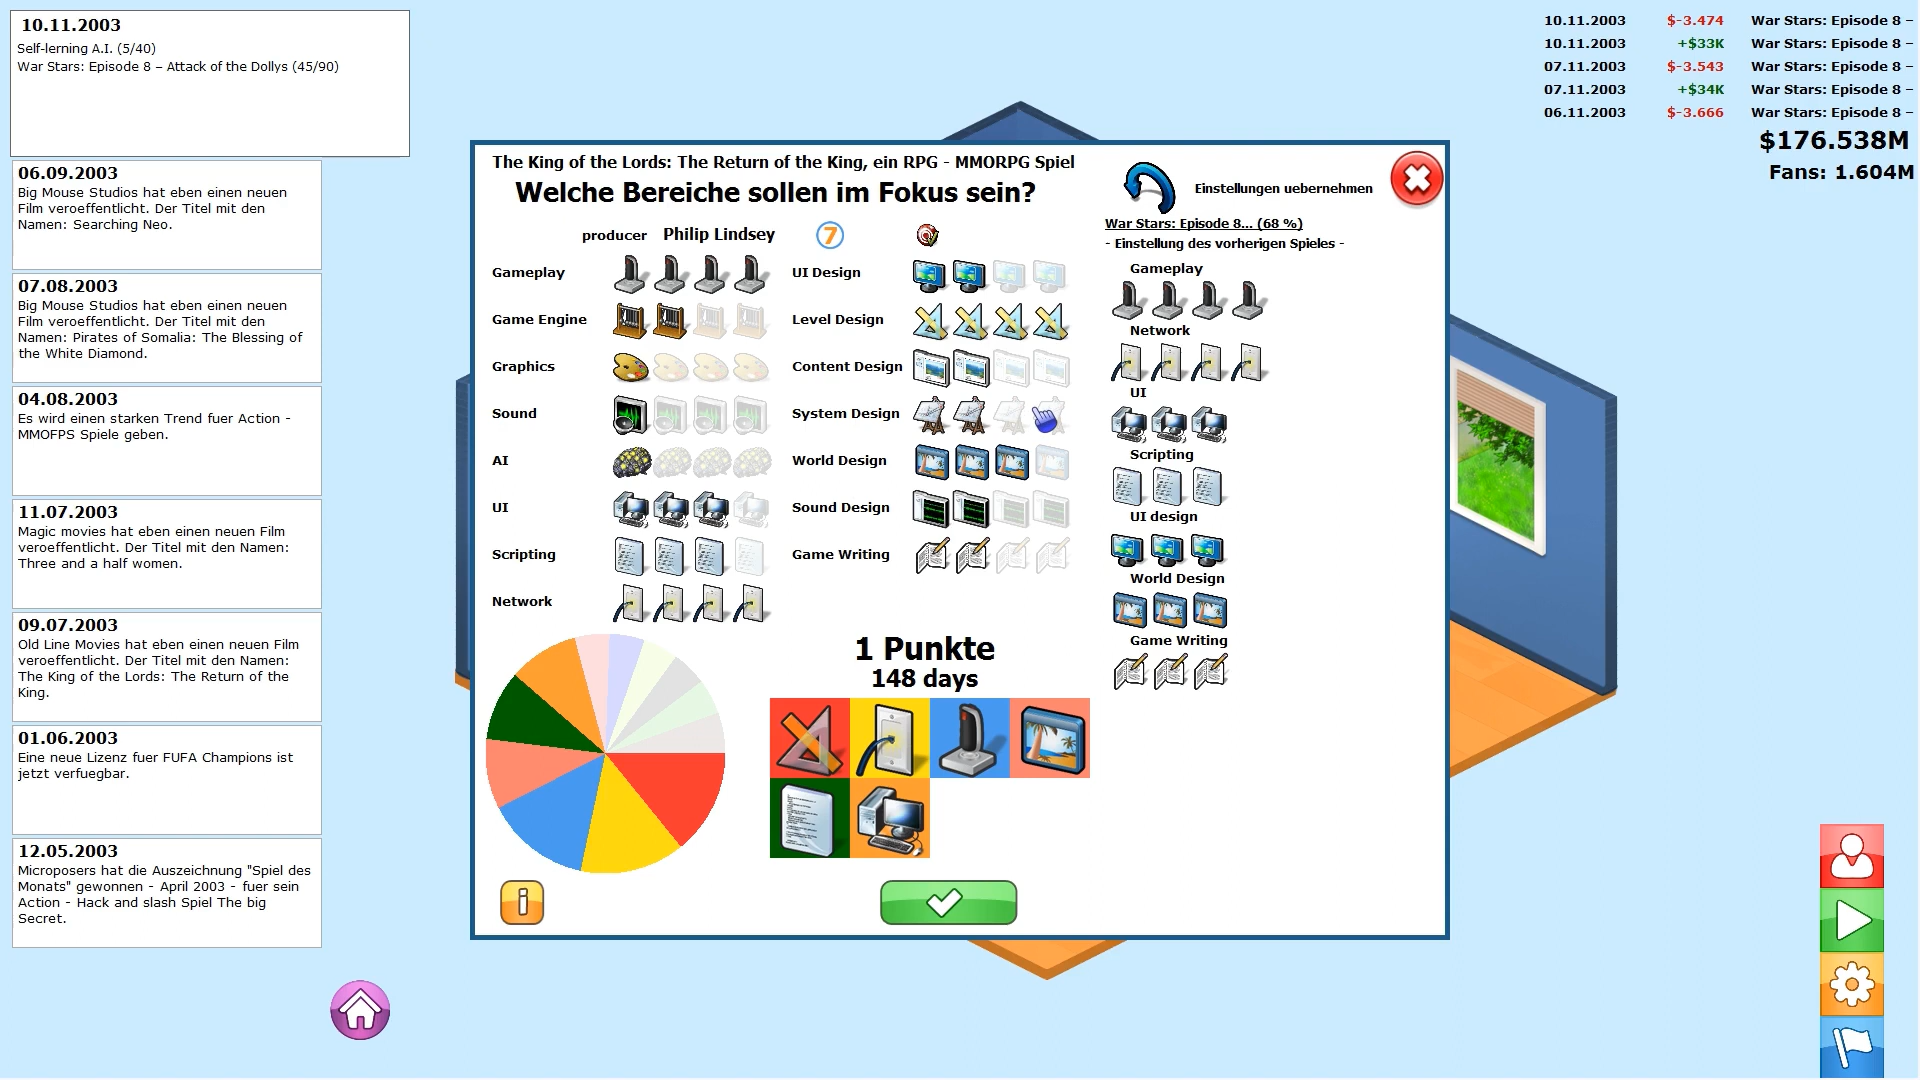 10.11.2003
Self-lerning A.I. (5/40)
War Stars: Episode 8 – Attack of the Dollys (45/90)
06.09.2003
Big Mouse Studios hat eben einen neuen
Film veroeffentlicht. Der Titel mit den
Namen: Searching Neo.
07.08.2003
Big Mouse Studios hat eben einen neuen
Film veroeffentlicht. Der Titel mit den
Namen: Pirates of Somalia: The Blessing of
the White Diamond.
04.08.2003
Es wird einen starken Trend fuer Action -
MMOFPS Spiele geben.
11.07.2003
Magic movies hat eben einen neuen Film
veroeffentlicht. Der Titel mit den Namen:
Three and a half women.
09.07.2003
Old Line Movies hat eben einen neuen Film
veroeffentlicht. Der Titel mit den Namen:
The King of the Lords: The Return of the
King.
01.06.2003
Eine neue Lizenz fuer FUFA Champions ist
jetzt verfuegbar.
12.05.2003
Microposers hat die Auszeichnung "Spiel des
Monats" gewonnen - April 2003 - fuer sein
Action - Hack and slash Spiel The big
Secret.
The King of the Lords: The Return of the King, ein RPG - MMORPG Spiel
Welche Bereiche sollen im Fokus sein?
producer Philip Lindsey 7
Gameplay
Game Engine
Graphics
Sound
AI
UI
Scripting
Network
UI Design
Level Design
Content Design
System Design
World Design
Sound Design
Game Writing
1 Punkte
148 days
Einstellungen uebernehmen
War Stars: Episode 8... (68 %)
- Einstellung des vorherigen Spieles -
Gameplay
Network
UI
Scripting
UI design
World Design
Game Writing
10.11.2003 $-3.474 War Stars: Episode 8 –
10.11.2003 +$33K War Stars: Episode 8 –
07.11.2003 $-3.543 War Stars: Episode 8 –
07.11.2003 +$34K War Stars: Episode 8 –
06.11.2003 $-3.666 War Stars: Episode 8 –
$176.538M
Fans: 1.604M